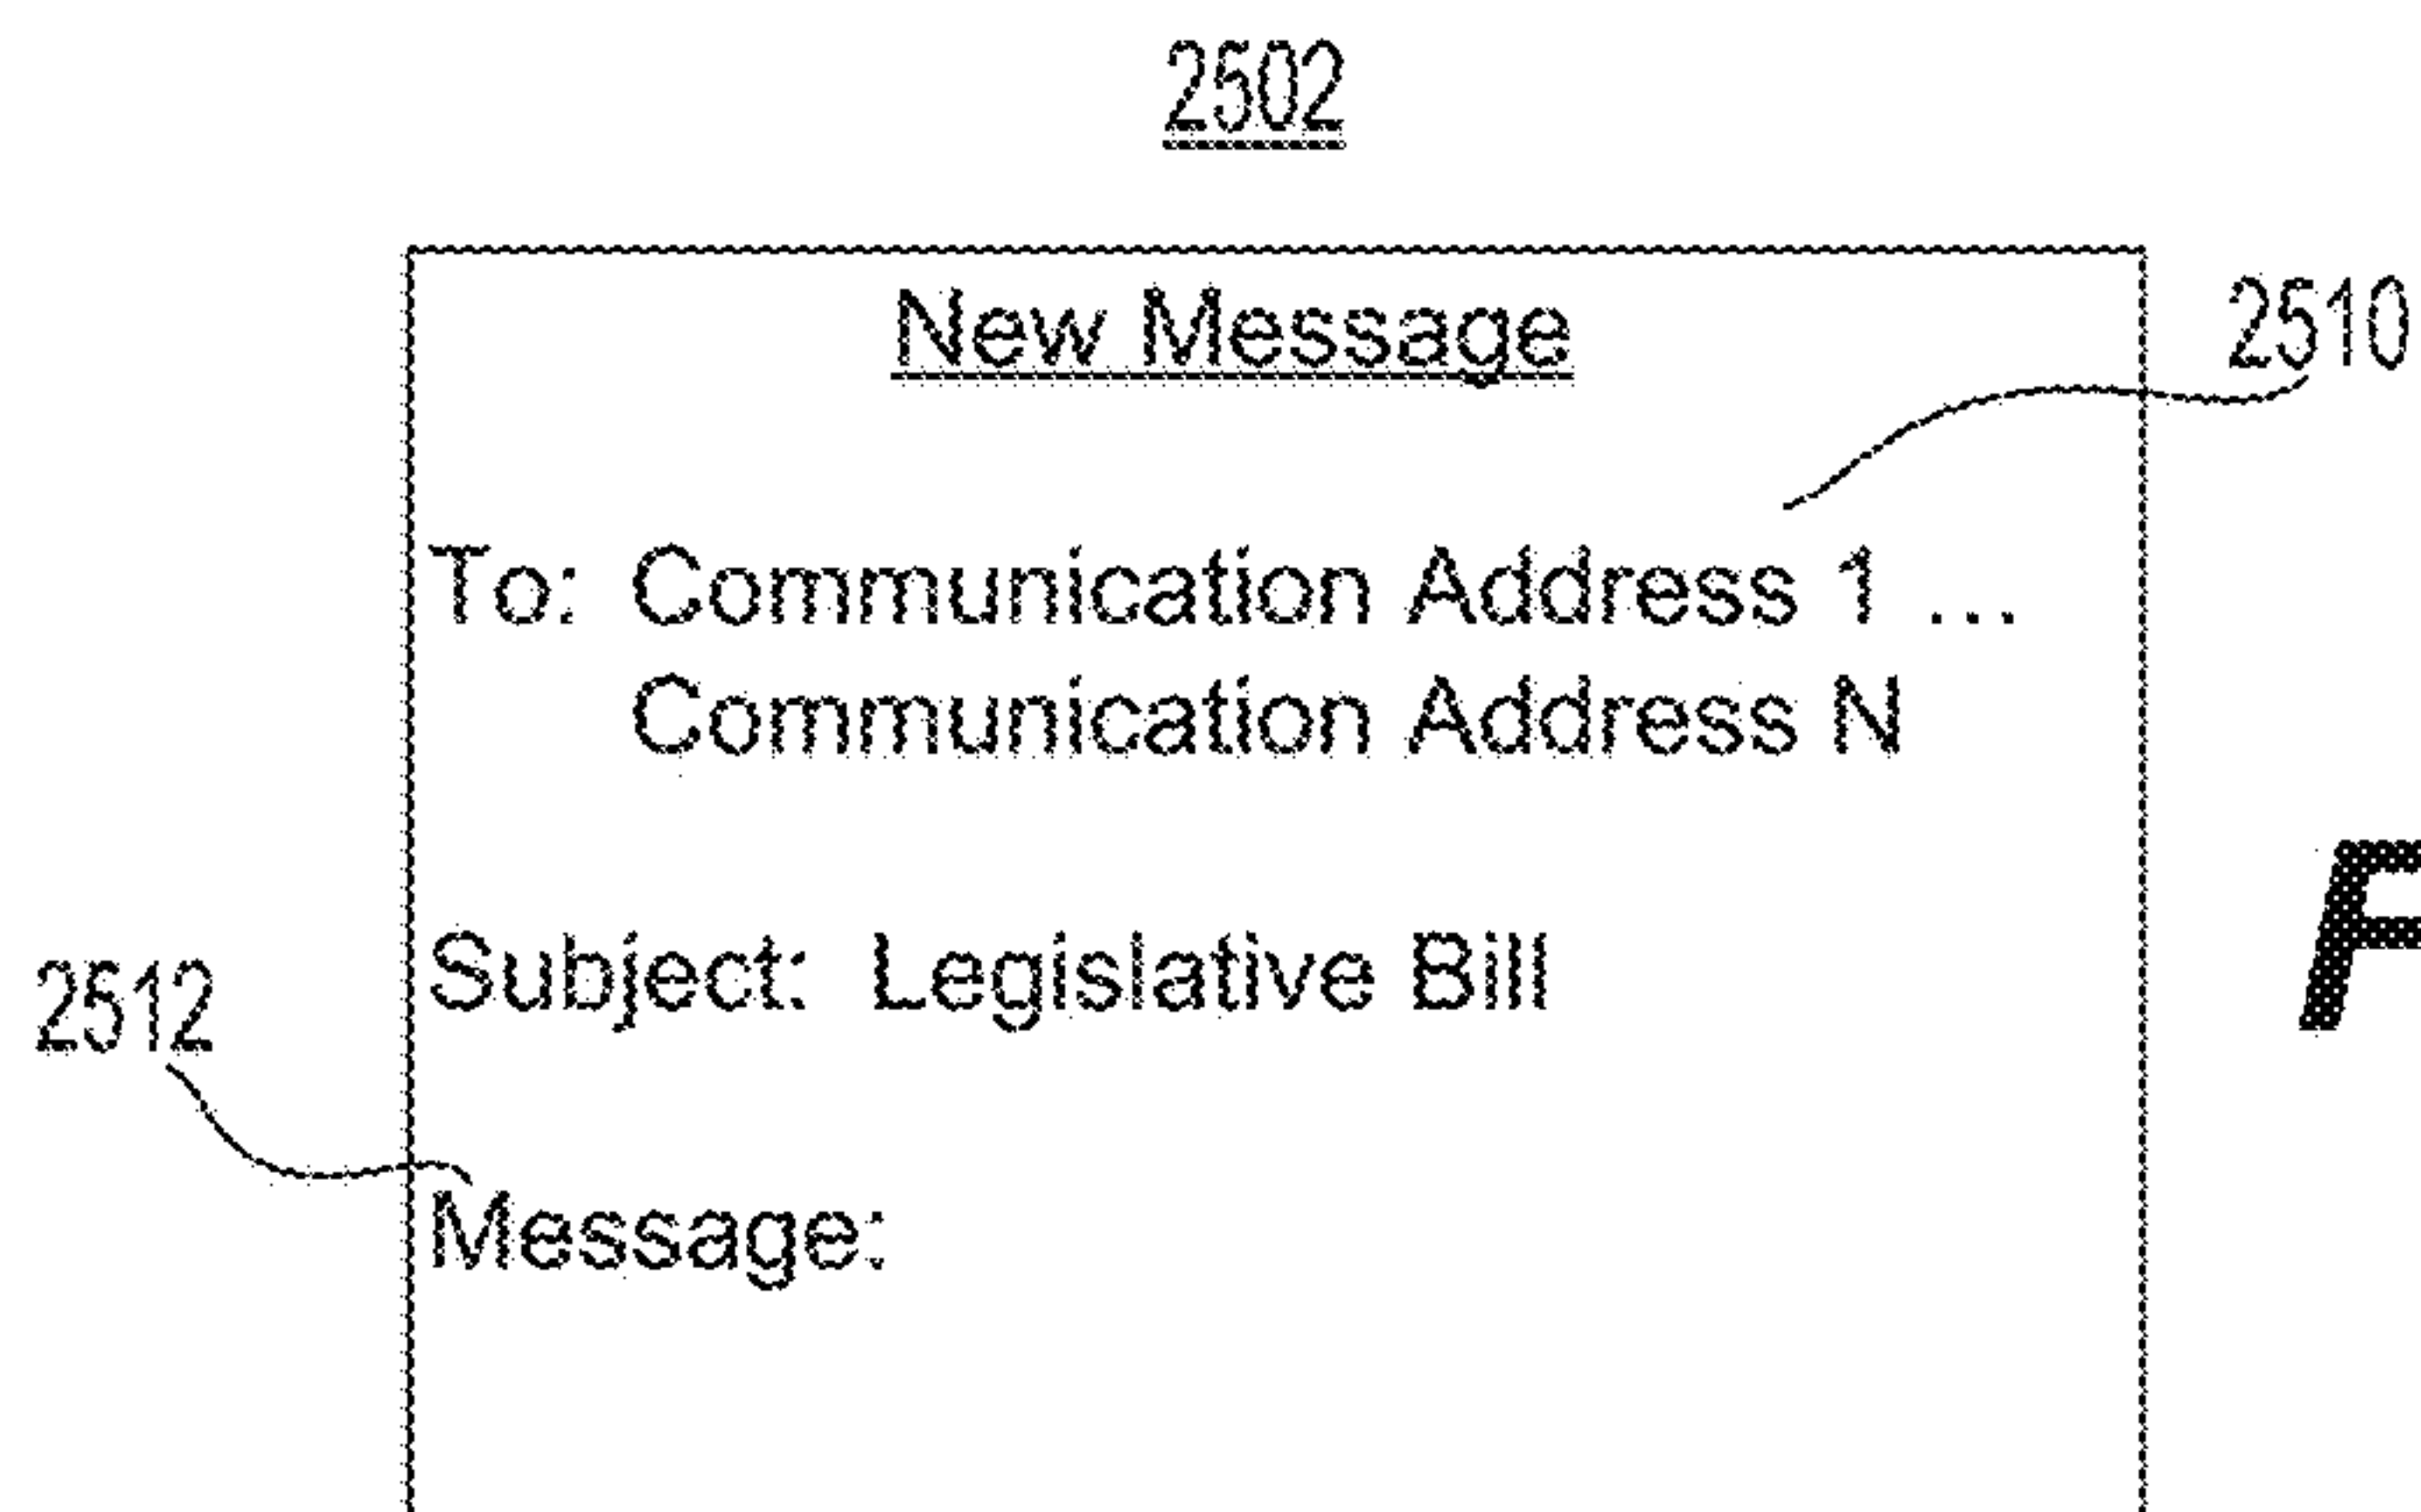 2502
New Message
2510
To: Communication Address 1 ...
Communication Address N
F
Subject: Legislative Bill
2512
Message: